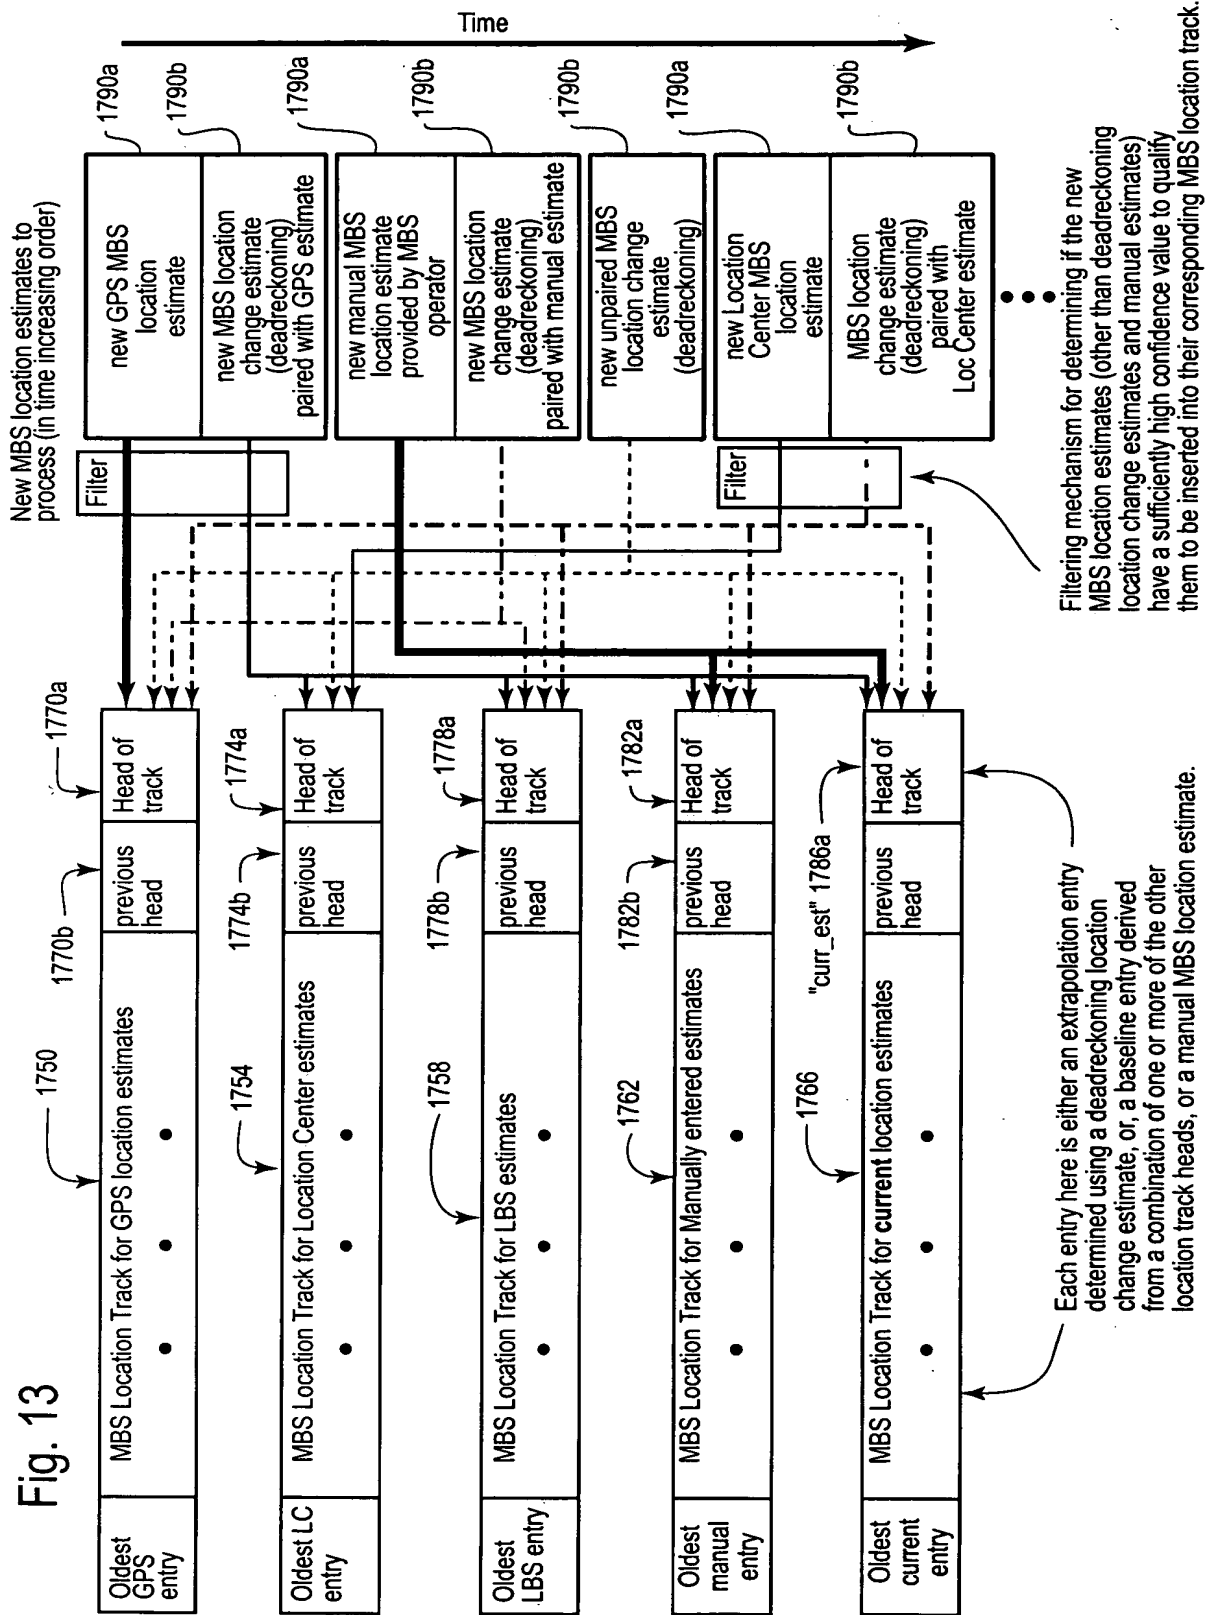 Fig. 13
New MBS location estimates to
process (in time increasing order)
Time
1790a
1790b
1790a
1790b
1790b
1790b
1790a
1790b
new GPS MBS
location
estimate
new MBS location
change estimate
(deadreckoning)
paired with GPS estimate
new manual MBS
location estimate
provided by MBS
operator
new MBS location
change estimate
(deadreckoning)
paired with manual estimate
new unpaired MBS
location change
estimate
(deadreckoning)
new Location
Center MBS
location
estimate
MBS location
change estimate
(deadreckoning)
paired with
Loc Center estimate
Filter
Filter
Filtering mechanism for determining if the new
MBS location estimates (other than deadreckoning
location change estimates and manual estimates)
have a sufficiently high confidence value to qualify
them to be inserted into their corresponding MBS location track.
1750
1770b
1770a
Oldest
GPS
entry
MBS Location Track for GPS location estimates
previous
head
Head of
track
1754
1774b
1774a
Oldest LC
entry
MBS Location Track for Location Center estimates
previous
head
Head of
track
1758
1778b
1778a
Oldest
LBS entry
MBS Location Track for LBS estimates
previous
head
Head of
track
1762
1782b
1782a
Oldest
manual
entry
MBS Location Track for Manually entered estimates
previous
head
Head of
track
1766
"curr_est" 1786a
Oldest
current
entry
MBS Location Track for current location estimates
previous
head
Head of
track
Each entry here is either an extrapolation entry
determined using a deadreckoning location
change estimate, or, a baseline entry derived
from a combination of one or more of the other
location track heads, or a manual MBS location estimate.